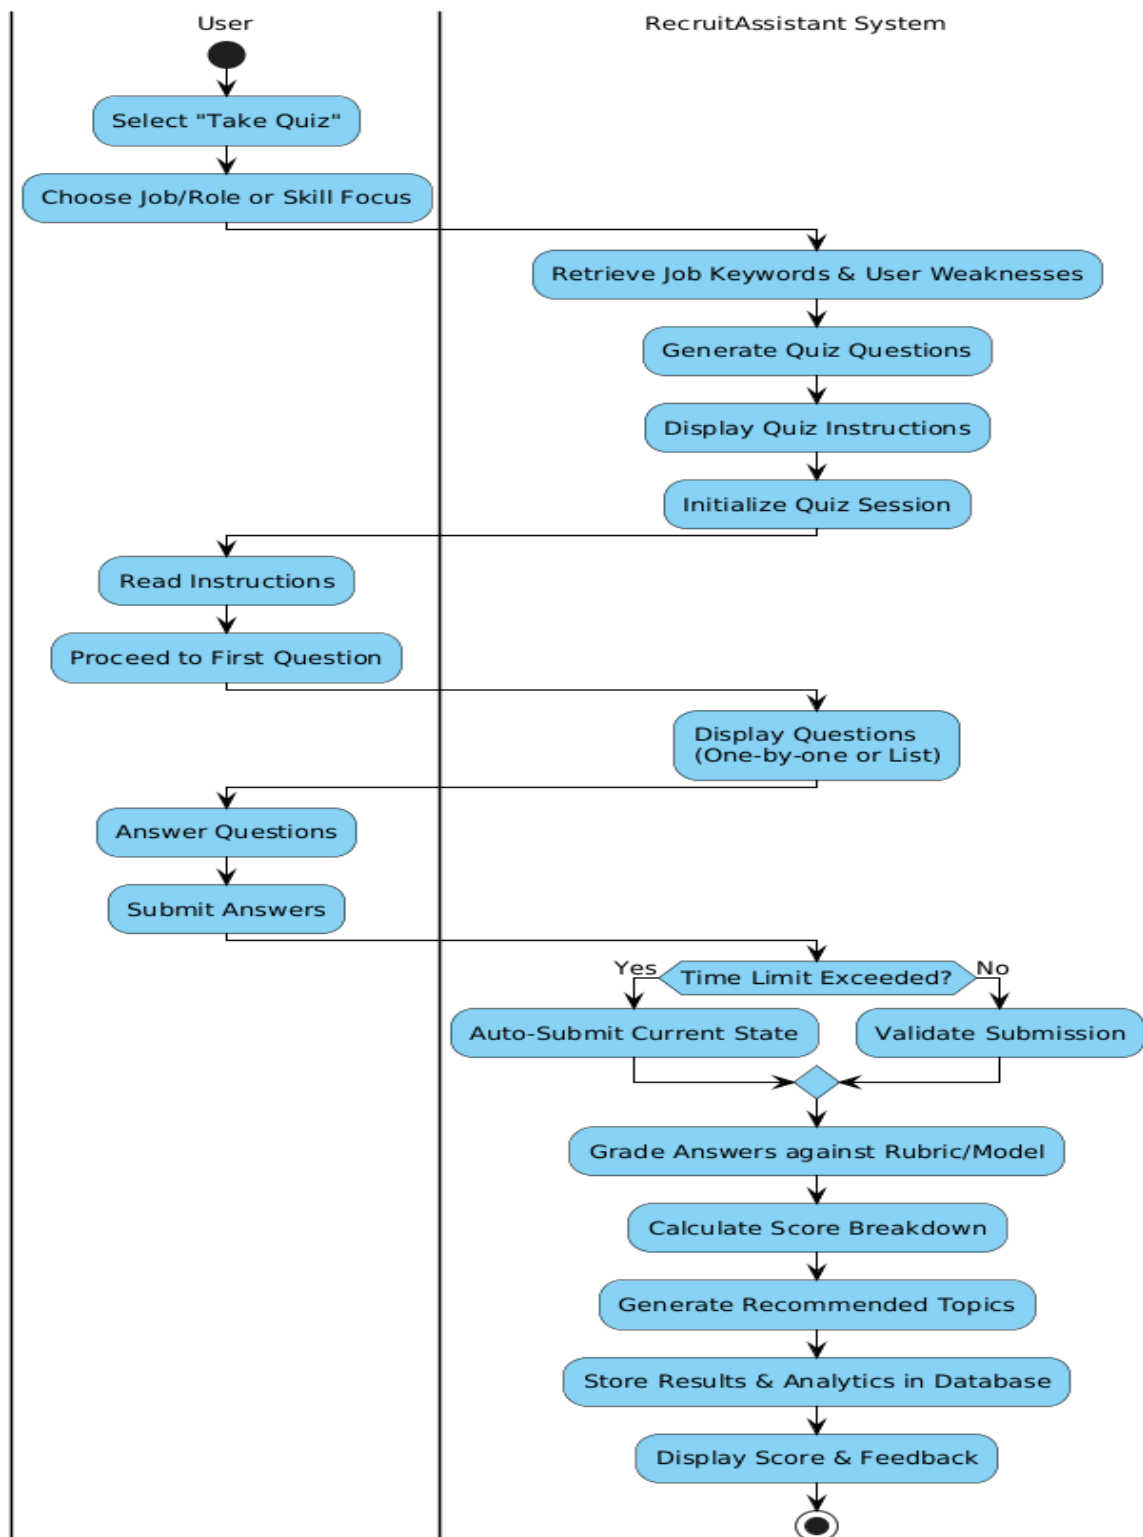 User
RecruitAssistant System
Select "Take Quiz"
Choose Job/Role or Skill Focus
Retrieve Job Keywords & User Weaknesses
Generate Quiz Questions
Display Quiz Instructions
Initialize Quiz Session
Read Instructions
Proceed to First Question
Display Questions
(One-by-one or List)
Answer Questions
Submit Answers
Yes
Time Limit Exceeded?
No
Auto-Submit Current State
Validate Submission
Grade Answers against Rubric/Model
Calculate Score Breakdown
Generate Recommended Topics
Store Results & Analytics in Database
Display Score & Feedback